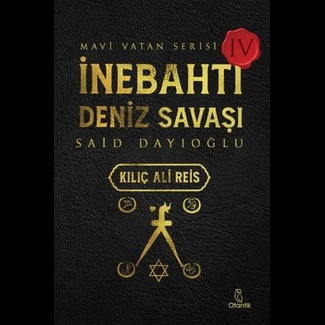 MAVİ VATAN SERİSİ
IV
İNEBAHTI
DENİZ SAVAŞI
SAİD DAYIOĞLU
KILIÇ ALİ REİS
Otantik